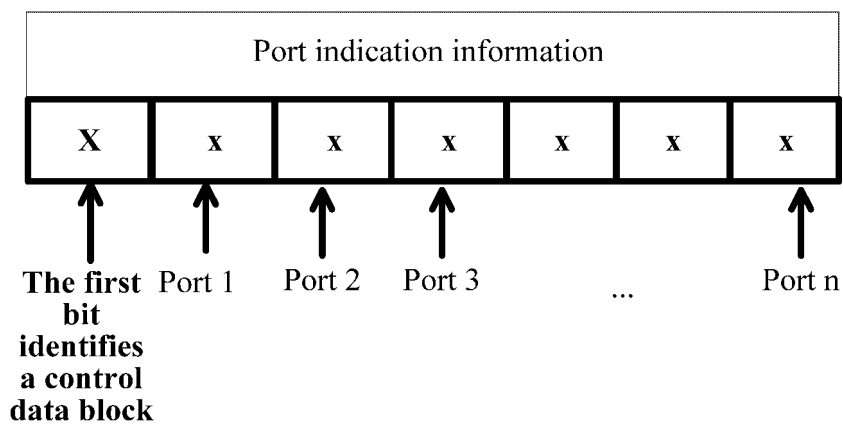 Port indication information
X x x x x x x
The first Port 1 Port 2 Port 3 ... Port n
bit
identifies
a control
data block